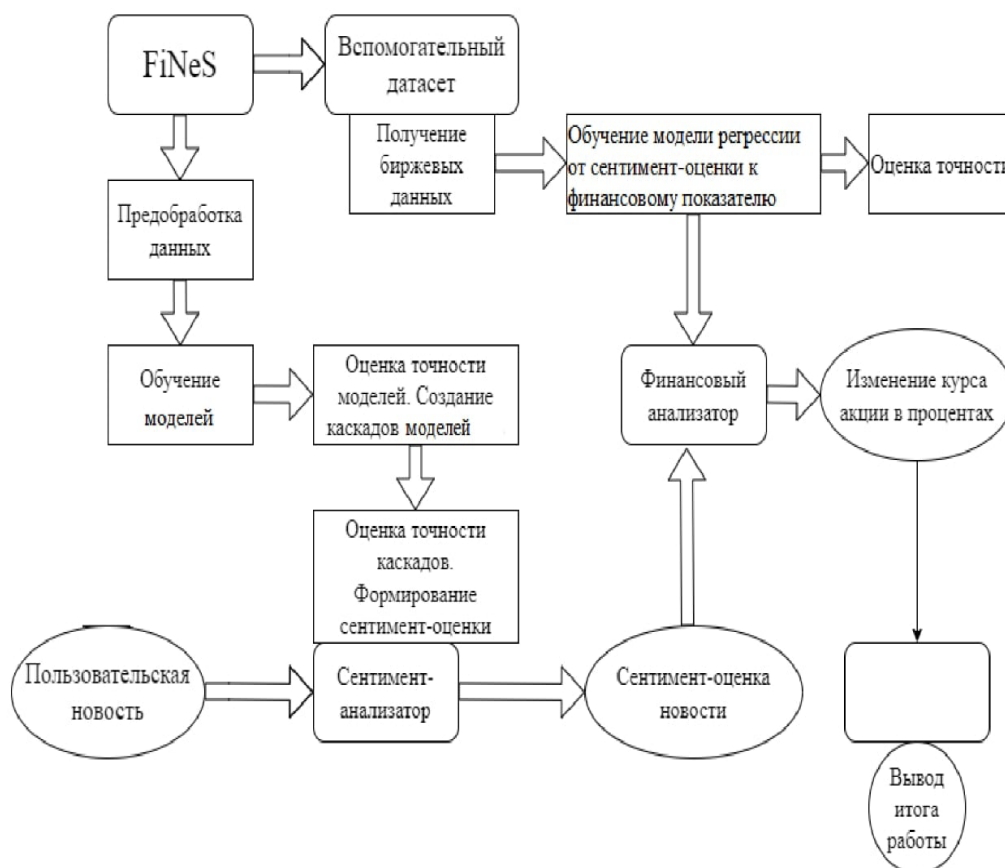 FiNeS
Вспомогательный
датасет
Получение
биржевых
данных
Обучение модели регрессии
от сентимент-оценки к
финансовому показателю
Оценка точности
Предобработка
данных
Обучение
моделей
Оценка точности
моделей. Создание
каскадов моделей
Финансовый
анализатор
Изменение курса
акции в процентах
Оценка точности
каскадов.
Формирование
сентимент-оценки
Пользовательская
новость
Сентимент-
анализатор
Сентимент-оценка
новости
Вывод
итога
работы